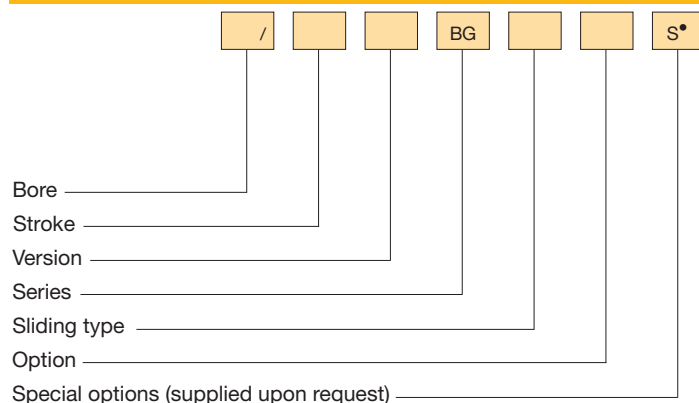 / BG S•
Bore
Stroke
Version
Series
Sliding type
Option
Special options (supplied upon request)